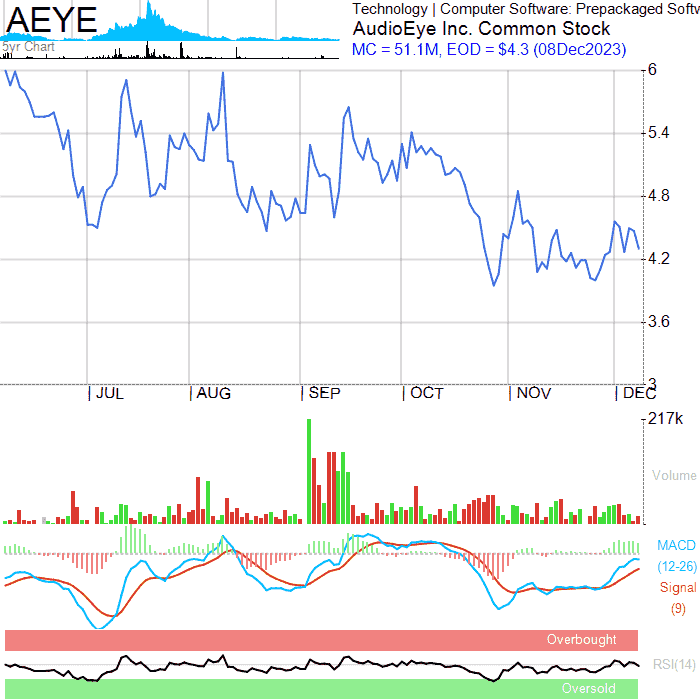 AEYE
5yr Chart
Technology | Computer Software: Prepackaged Softw
AudioEye Inc. Common Stock
MC = 51.1M, EOD = $4.3 (08Dec2023)
6
5.4
4.8
4.2
3.6
3
JUL AUG SEP OCT NOV DEC
217k
Volume
MACD
(12-26)
Signal
(9)
Overbought
RSI(14)
Oversold